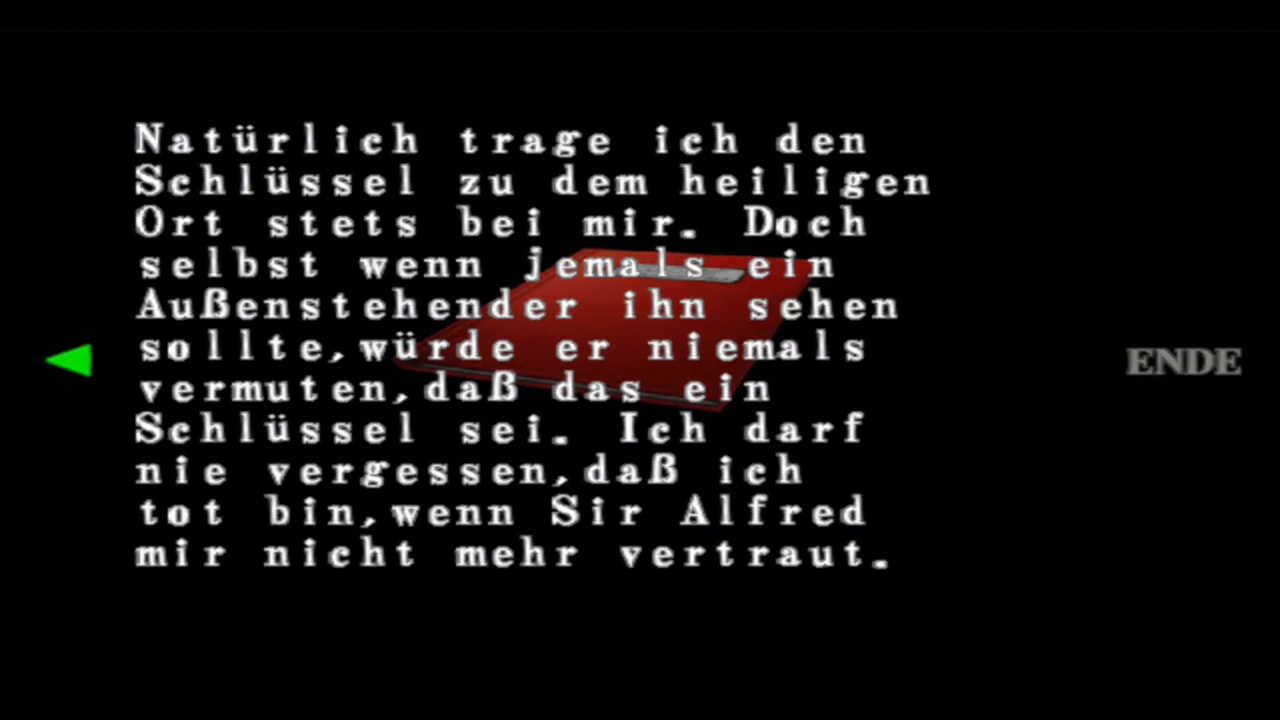 Natürlich trage ich den
Schlüssel zu dem heiligen
Ort stets bei mir. Doch
selbst wenn jemals ein
Außenstehender ihn sehen
sollte,würde er niemals
vermuten,daß das ein
Schlüssel sei. Ich darf
nie vergessen,daß ich
tot bin,wenn Sir Alfred
mir nicht mehr vertraut.
ENDE